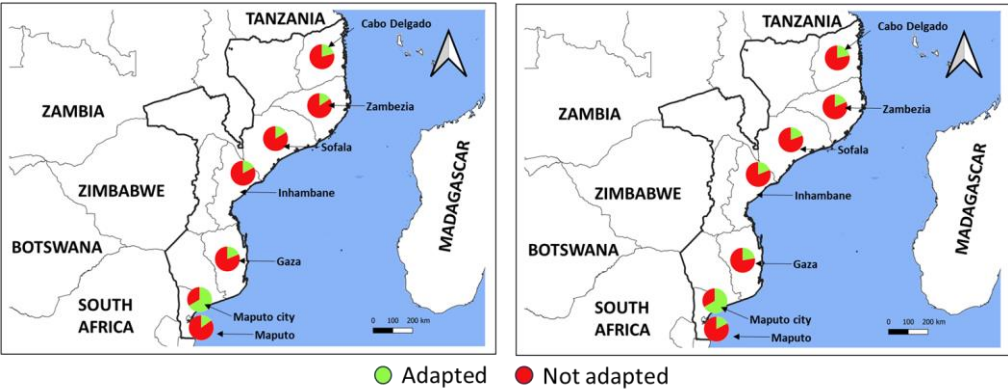 TANZANIA
Cabo Delgado
ZAMBIA
Zambezia
Sofala
ZIMBABWE
Inhambane
MADAGASCAR
BOTSWANA
Gaza
SOUTH
AFRICA
Maputo city
Maputo
0 100 200 km
TANZANIA
Cabo Delgado
ZAMBIA
Zambezia
Sofala
ZIMBABWE
Inhambane
MADAGASCAR
BOTSWANA
Gaza
SOUTH
AFRICA
Maputo city
Maputo
0 100 200 km
Adapted Not adapted